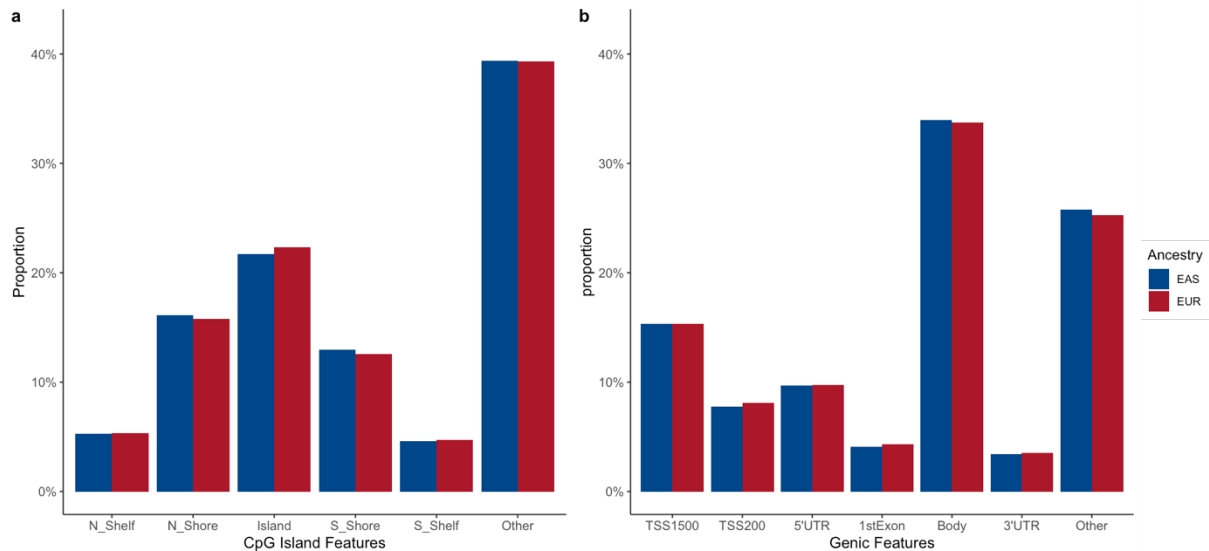 a
Proportion
40%
30%
20%
10%
0%
N_Shelf N_Shore Island S_Shore S_Shelf Other
CpG Island Features
b
proportion
40%
30%
20%
10%
0%
TSS1500 TSS200 5'UTR 1stExon Body 3'UTR Other
Genic Features
Ancestry
EAS
EUR